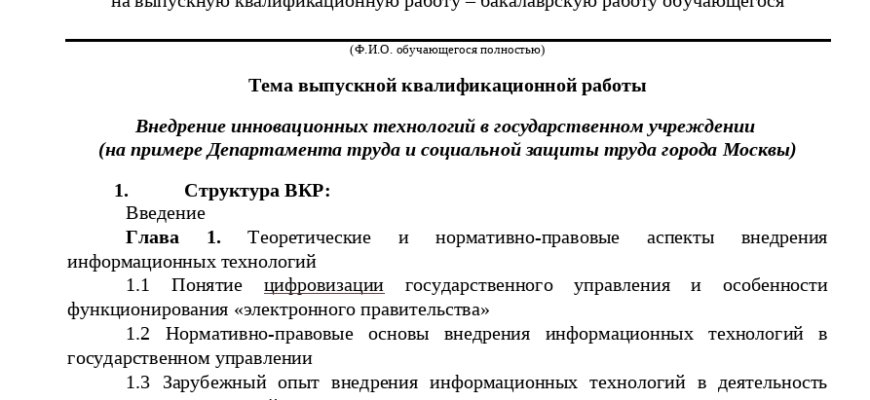 на выпускную квалификационную работу – бакалаврскую работу обучающегося
(Ф.И.О. обучающегося полностью)
Тема выпускной квалификационной работы
Внедрение инновационных технологий в государственном учреждении
(на примере Департамента труда и социальной защиты труда города Москвы)
1. Структура ВКР:
Введение
Глава 1. Теоретические и нормативно-правовые аспекты внедрения
информационных технологий
1.1 Понятие цифровизации государственного управления и особенности
функционирования «электронного правительства»
1.2 Нормативно-правовые основы внедрения информационных технологий в
государственном управлении
1.3 Зарубежный опыт внедрения информационных технологий в деятельность